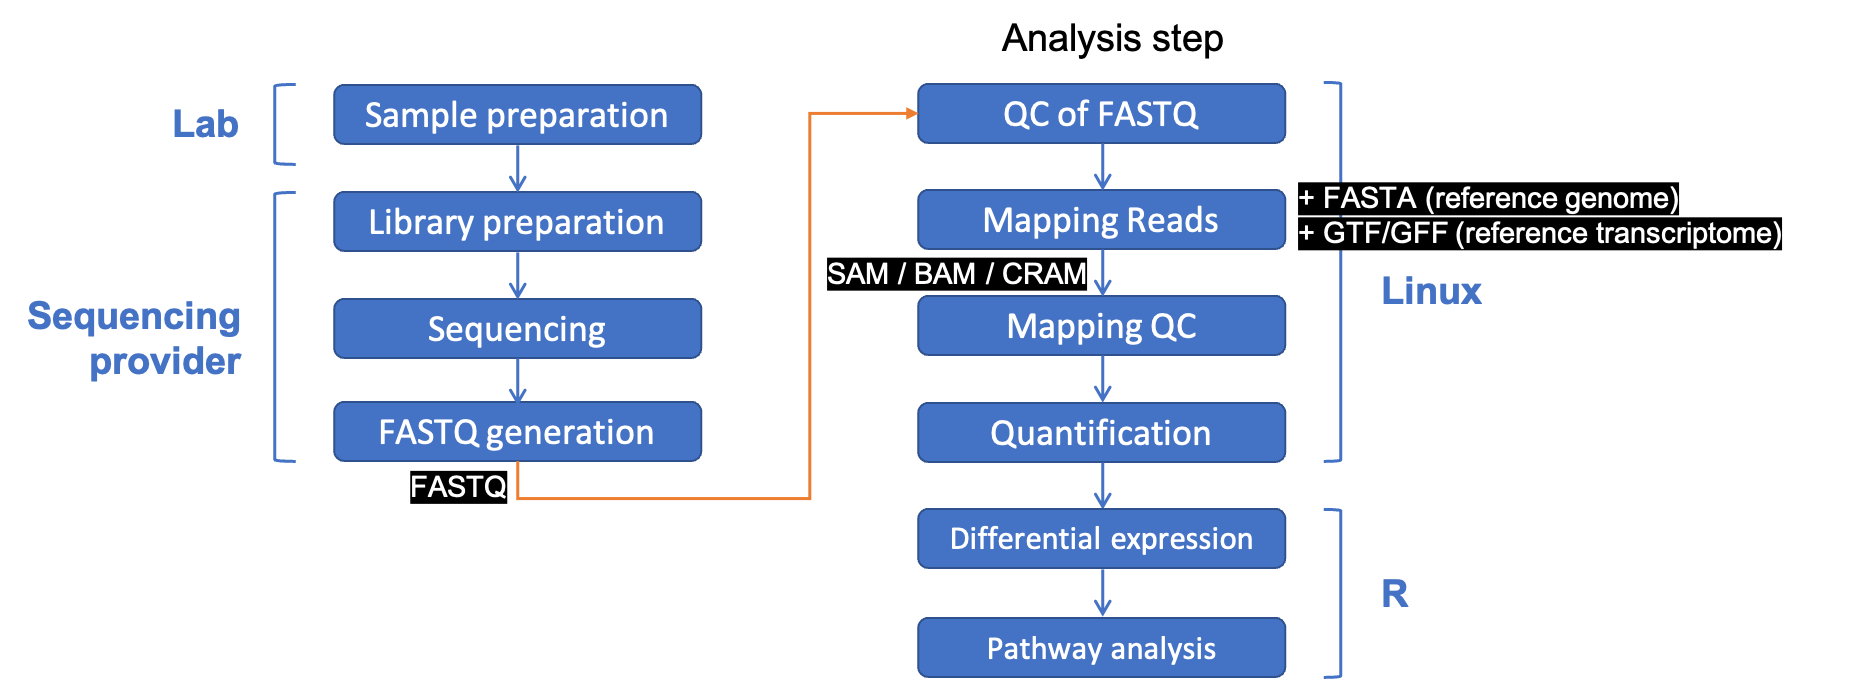 Lab
Sample preparation
Sequencing
provider
Library preparation
Sequencing
FASTQ generation
FASTQ
Analysis step
QC of FASTQ
Mapping Reads
+ FASTA (reference genome)
+ GTF/GFF (reference transcriptome)
SAM / BAM / CRAM
Mapping QC
Linux
Quantification
Differential expression
R
Pathway analysis